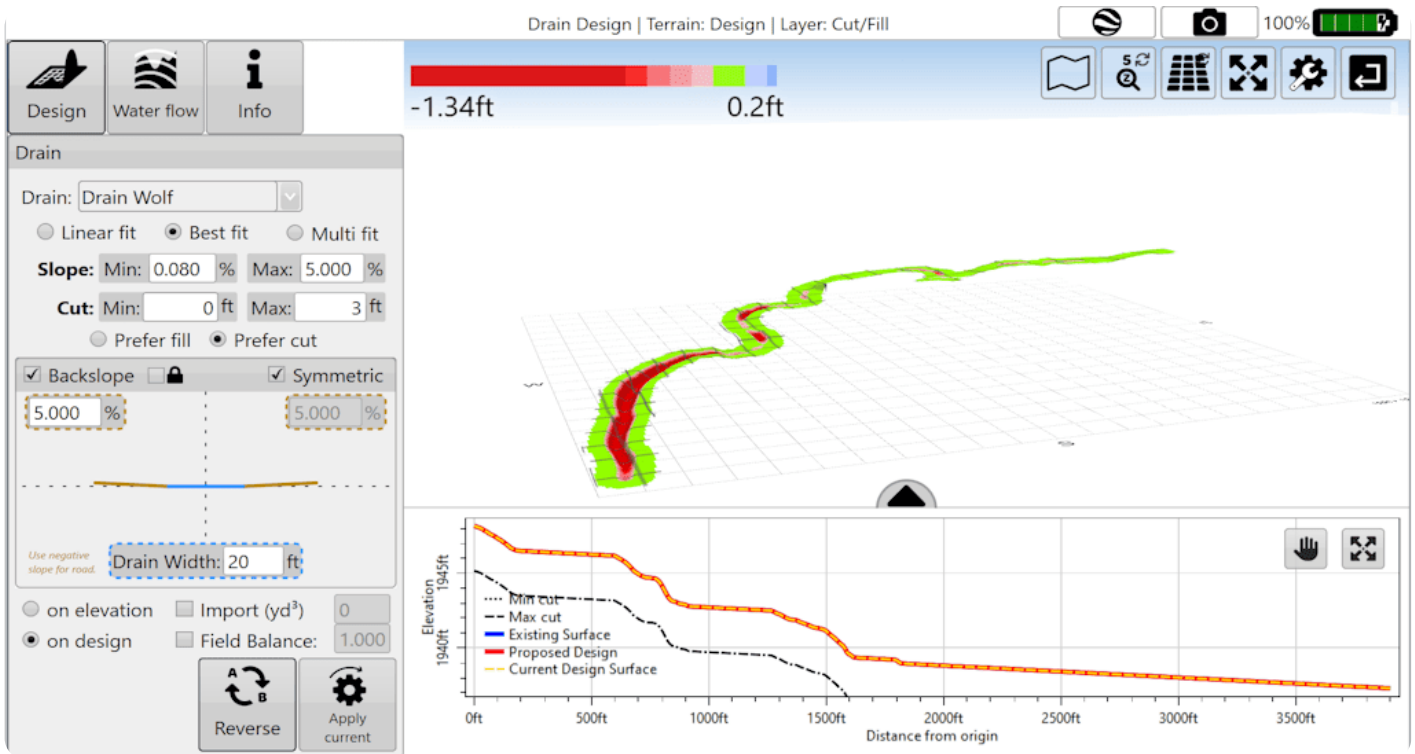 Drain Design | Terrain: Design | Layer: Cut/Fill
100%
Design
Water flow
Info
-1.34ft
0.2ft
S
Z
Drain
Drain: Drain Wolf
Linear fit Best fit Multi fit
Slope: Min: 0.080 % Max: 5.000 %
Cut: Min: 0 ft Max: 3 ft
Prefer fill Prefer cut
Backslope Symmetric
5.000 % 5.000 %
Use negative
slope for road.
Drain Width: 20 ft
on elevation Import (yd³) 0
on design Field Balance: 1.000
A
B
Reverse
Apply
current
Elevation
1945ft
1940ft
Min cut
Max cut
Existing Surface
Proposed Design
Current Design Surface
0ft 500ft 1000ft 1500ft 2000ft 2500ft 3000ft 3500ft
Distance from origin